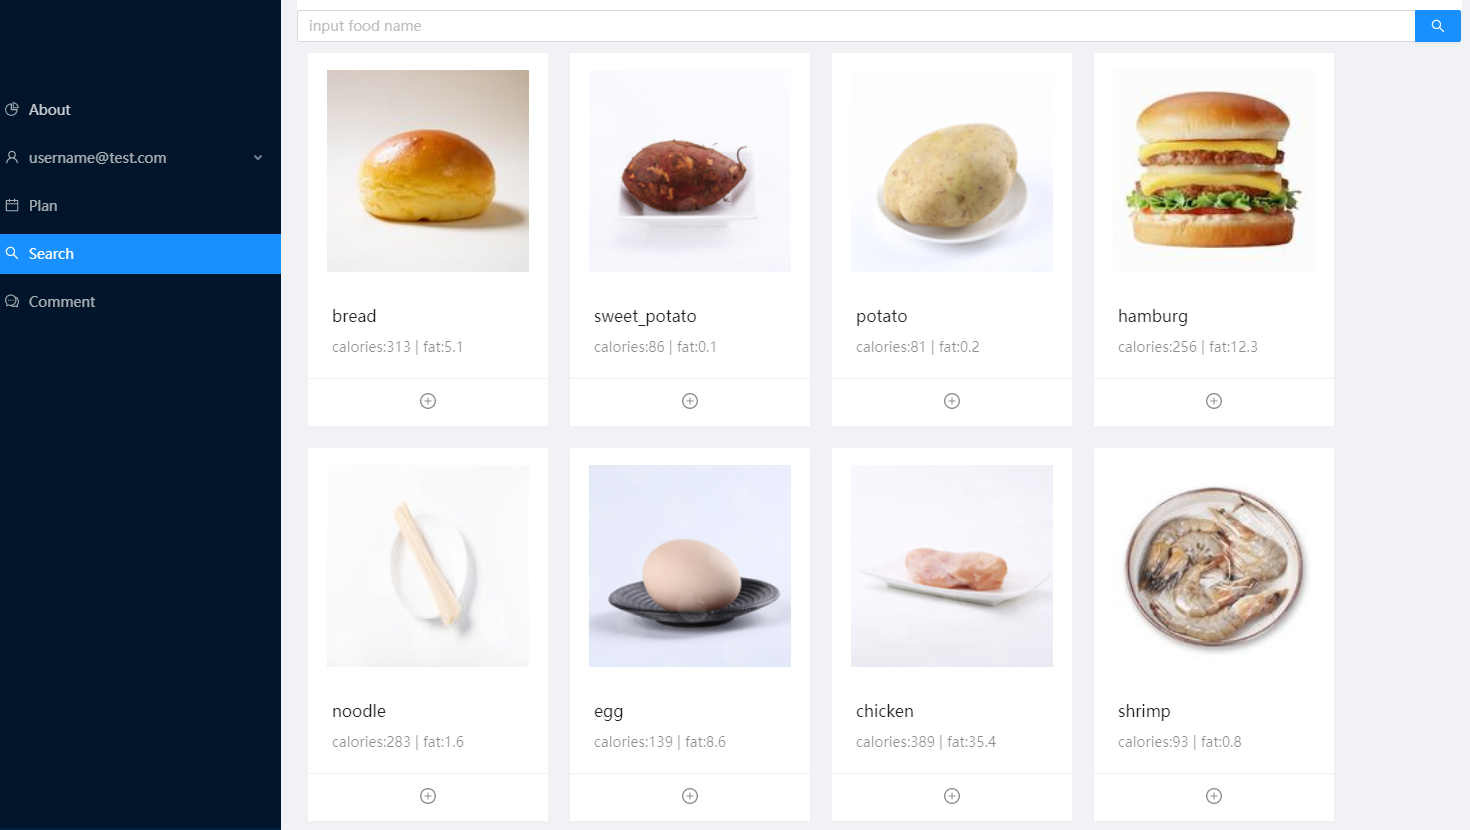 input food name
About
username@test.com
Plan
Search
Comment
bread
calories:313 | fat:5.1
sweet_potato
calories:86 | fat:0.1
potato
calories:81 | fat:0.2
hamburg
calories:256 | fat:12.3
noodle
calories:283 | fat:1.6
egg
calories:139 | fat:8.6
chicken
calories:389 | fat:35.4
shrimp
calories:93 | fat:0.8